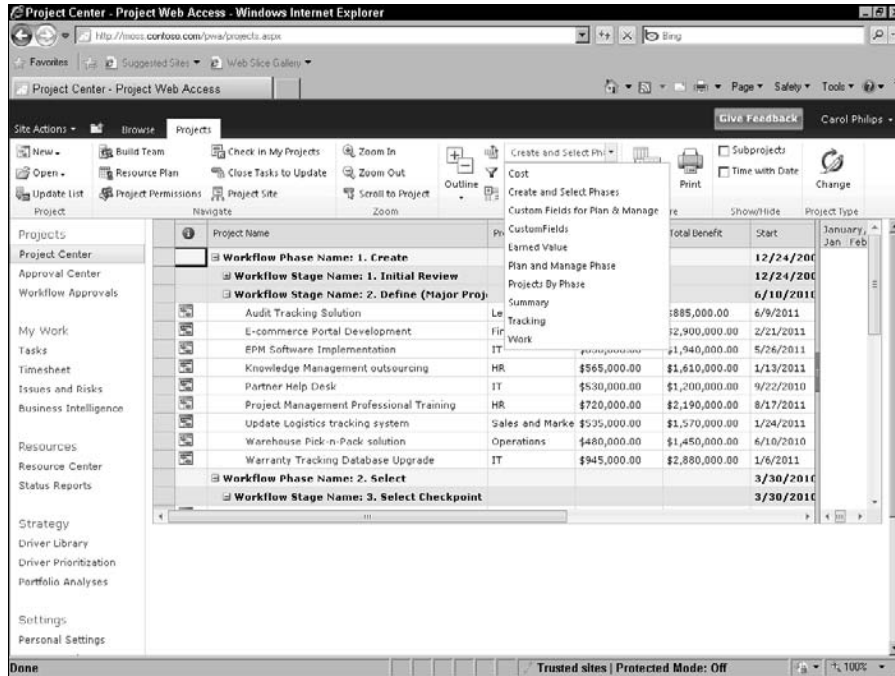 Project Center - Project Web Access - Windows Internet Explorer
http://moss.contoso.com/pwa/projects.aspx
Bing
Favorites
Suggested Sites
Web Slice Gallery
Project Center - Project Web Access
Page
Safety
Tools
Give Feedback
Carol Philips
Site Actions
Browse
Projects
New
Build Team
Check in My Projects
Zoom In
Create and Select Ph
Subprojects
Open
Resource Plan
Close Tasks to Update
Zoom Out
Outline
Print
Time with Date
Change
Update List
Project Permissions
Project Site
Scroll to Project
Project
Navigate
Zoom
re
Show/Hide
Project Type
Cost
Create and Select Phases
Custom Fields for Plan & Manage
CustomFields
Earned Value
Plan and Manage Phase
Projects By Phase
Summary
Tracking
Work
Projects
Project Center
Approval Center
Workflow Approvals
My Work
Tasks
Timesheet
Issues and Risks
Business Intelligence
Resources
Resource Center
Status Reports
Strategy
Driver Library
Driver Prioritization
Portfolio Analyses
Settings
Personal Settings
Project Name
Total Benefit
Start
January,
Jan Feb
Workflow Phase Name: 1. Create 12/24/200
Workflow Stage Name: 1. Initial Review 12/24/200
Workflow Stage Name: 2. Define (Major Proj 6/10/2010
Audit Tracking Solution Le $885,000.00 6/9/2011
E-commerce Portal Development Fin $2,900,000.00 2/21/2011
EPM Software Implementation IT $1,940,000.00 5/26/2011
Knowledge Management outsourcing HR $565,000.00 $1,610,000.00 1/13/2011
Partner Help Desk IT $530,000.00 $1,200,000.00 9/22/2010
Project Management Professional Training HR $720,000.00 $2,190,000.00 8/17/2011
Update Logistics tracking system Sales and Marke $535,000.00 $1,570,000.00 1/24/2011
Warehouse Pick-n-Pack solution Operations $480,000.00 $1,450,000.00 6/10/2010
Warranty Tracking Database Upgrade IT $945,000.00 $2,880,000.00 1/6/2011
Workflow Phase Name: 2. Select 3/30/2010
Workflow Stage Name: 3. Select Checkpoint 3/30/2010
Done
Trusted sites | Protected Mode: Off
100%